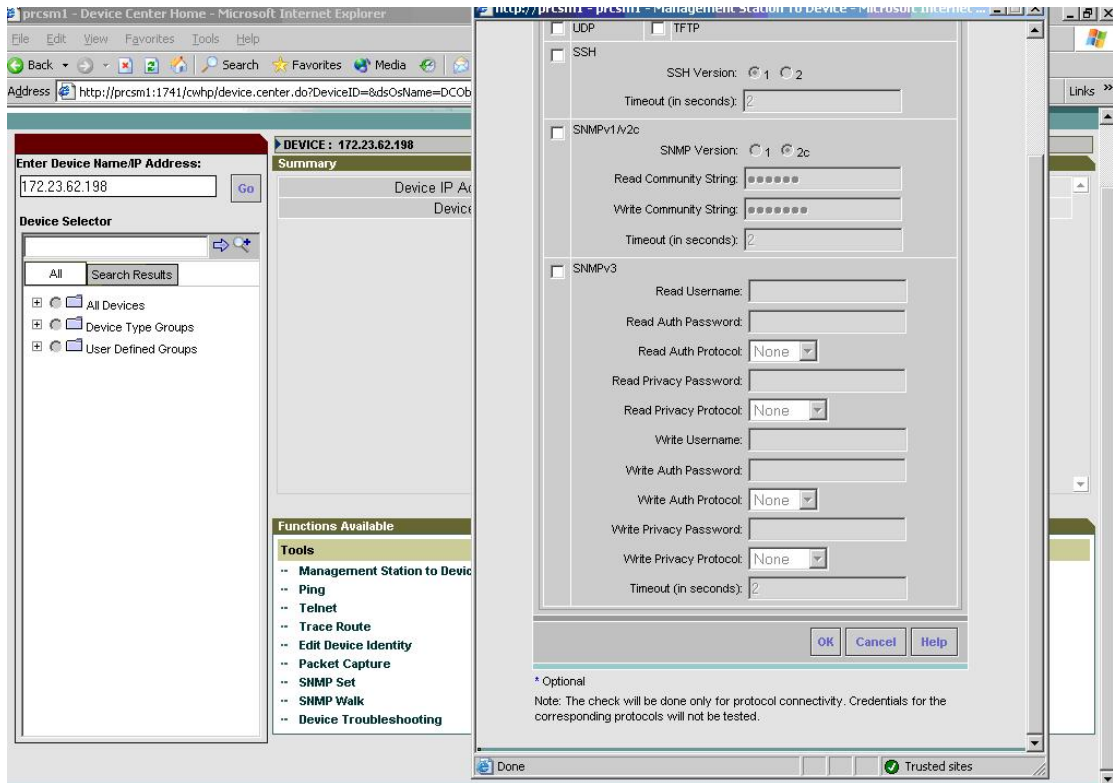 prcsm1 - Device Center Home - Microsoft Internet Explorer
File Edit View Favorites Tools Help
Back Search Favorites Media
Address http://prcsm1:1741/cwhp/device.center.do?DeviceID=&dsOsName=DCOb
Links »
Enter Device Name/IP Address:
172.23.62.198 Go
Device Selector
All Search Results
All Devices
Device Type Groups
User Defined Groups
DEVICE : 172.23.62.198
Summary
Device IP Ad
Device
Functions Available
Tools
Management Station to Devic
Ping
Telnet
Trace Route
Edit Device Identity
Packet Capture
SNMP Set
SNMP Walk
Device Troubleshooting
http://prcsm1 - prcsm1 - Management Station To Device - Microsoft Internet ...
UDP TFTP
SSH
SSH Version: 1 2
Timeout (in seconds): 2
SNMPv1/v2c
SNMP Version: 1 2c
Read Community String:
Write Community String:
Timeout (in seconds): 2
SNMPv3
Read Username:
Read Auth Password:
Read Auth Protocol: None
Read Privacy Password:
Read Privacy Protocol: None
Write Username:
Write Auth Password:
Write Auth Protocol: None
Write Privacy Password:
Write Privacy Protocol: None
Timeout (in seconds): 2
OK Cancel Help
* Optional
Note: The check will be done only for protocol connectivity. Credentials for the
corresponding protocols will not be tested.
Done Trusted sites